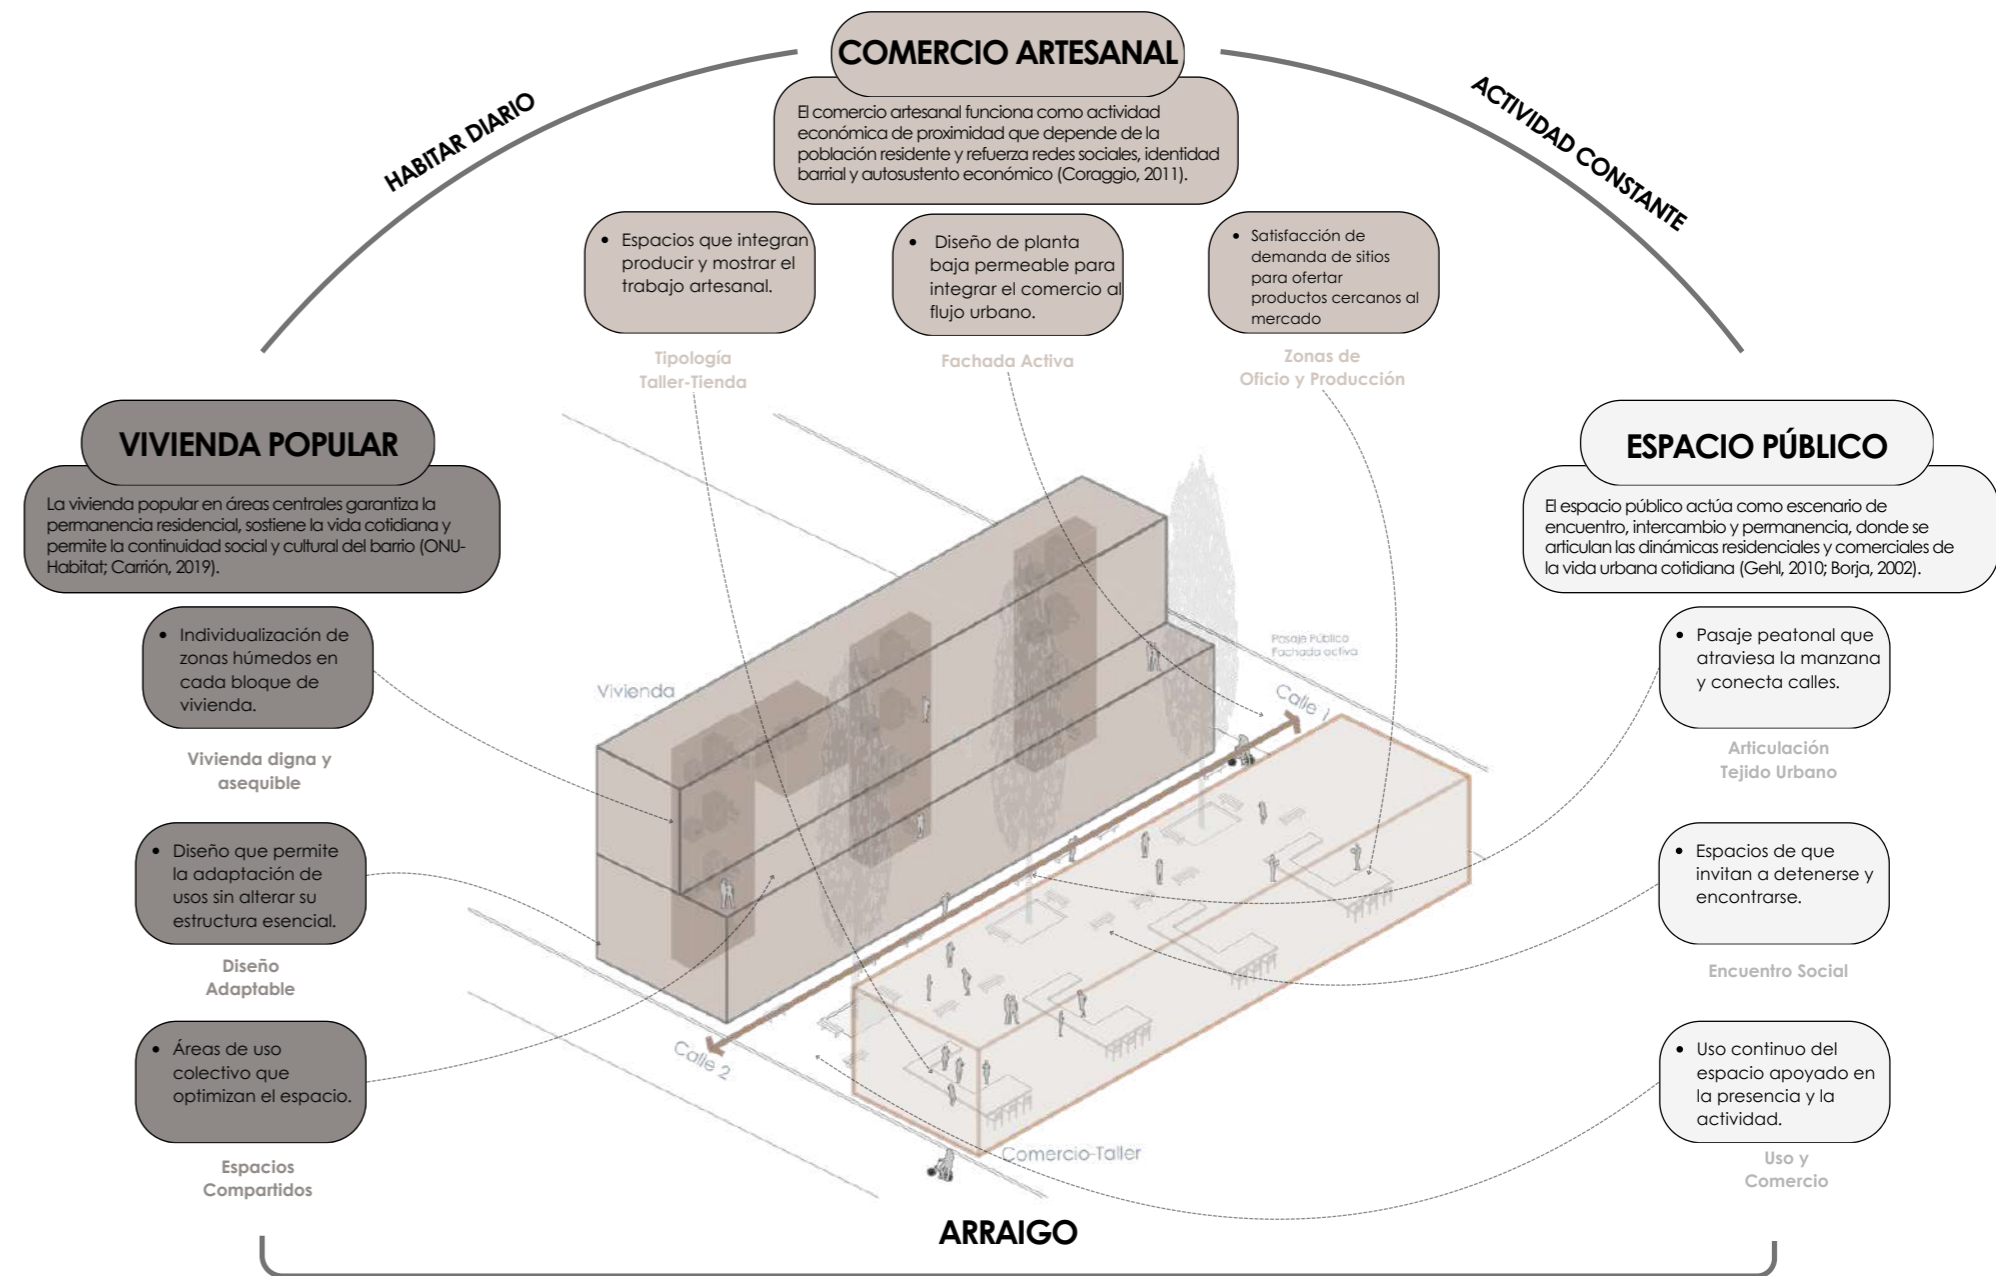 COMERCIO ARTESANAL
El comercio artesanal funciona como actividad
económica de proximidad que depende de la
población residente y refuerza redes sociales, identidad
barrial y autosustento económico (Coraggio, 2011).
HABITAR DIARIO
ACTIVIDAD CONSTANTE
• Espacios que integran
producir y mostrar el
trabajo artesanal.
Tipología
Taller-Tienda
• Diseño de planta
baja permeable para
integrar el comercio al
flujo urbano.
Fachada Activa
• Satisfacción de
demanda de sitios
para ofertar
productos cercanos al
mercado
Zonas de
Oficio y Producción
VIVIENDA POPULAR
La vivienda popular en áreas centrales garantiza la
permanencia residencial, sostiene la vida cotidiana y
permite la continuidad social y cultural del barrio (ONU-
Habitat; Carrión, 2019).
• Individualización de
zonas húmedos en
cada bloque de
vivienda.
Vivienda digna y
asequible
• Diseño que permite
la adaptación de
usos sin alterar su
estructura esencial.
Diseño
Adaptable
• Áreas de uso
colectivo que
optimizan el espacio.
Espacios
Compartidos
Vivienda
Pasaje Público
Fachada activa
Calle 1
Calle 2
Comercio-Taller
ESPACIO PÚBLICO
El espacio público actúa como escenario de
encuentro, intercambio y permanencia, donde se
articulan las dinámicas residenciales y comerciales de
la vida urbana cotidiana (Gehl, 2010; Borja, 2002).
• Pasaje peatonal que
atraviesa la manzana
y conecta calles.
Articulación
Tejido Urbano
• Espacios de que
invitan a detenerse y
encontrarse.
Encuentro Social
• Uso continuo del
espacio apoyado en
la presencia y la
actividad.
Uso y
Comercio
ARRAIGO